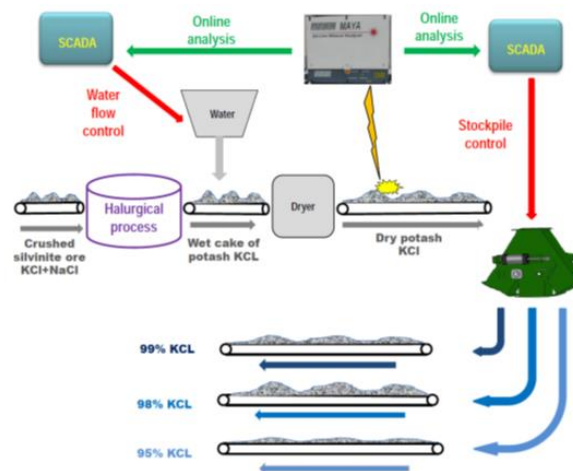 Online
analysis
MAYA
Online
analysis
SCADA
SCADA
Water
flow
control
Water
Stockpile
control
Halurgical
process
Dryer
Crushed
silvinite ore
KCl+NaCl
Wet cake of
potash KCL
Dry potash
KCl
99% KCL
98% KCL
95% KCL